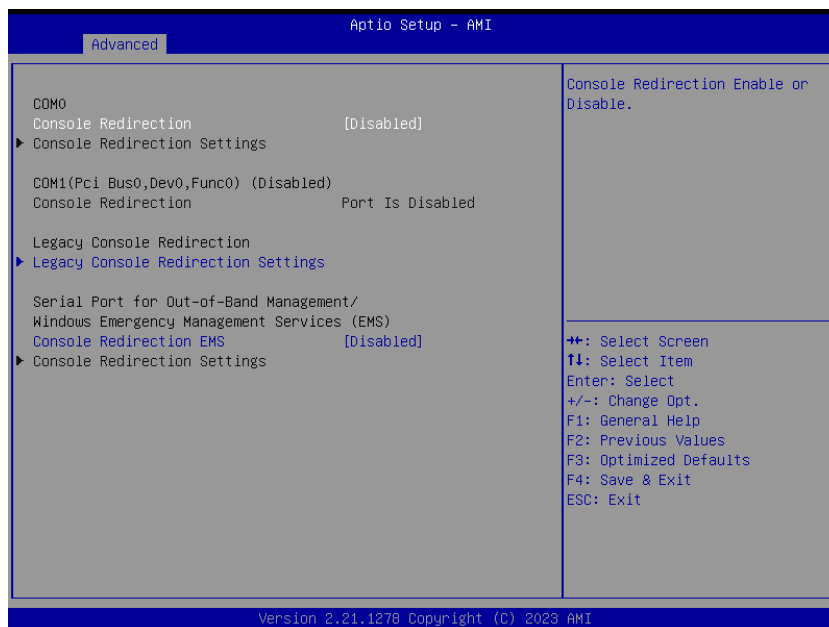 Aptio Setup – AMI
Advanced
COM0
Console Redirection [Disabled]
Console Redirection Settings
COM1(Pci Bus0,Dev0,Func0) (Disabled)
Console Redirection Port Is Disabled
Legacy Console Redirection
Legacy Console Redirection Settings
Serial Port for Out-of-Band Management/
Windows Emergency Management Services (EMS)
Console Redirection EMS [Disabled]
Console Redirection Settings
Console Redirection Enable or
Disable.
→←: Select Screen
↑↓: Select Item
Enter: Select
+/-: Change Opt.
F1: General Help
F2: Previous Values
F3: Optimized Defaults
F4: Save & Exit
ESC: Exit
Version 2.21.1278 Copyright (C) 2023 AMI